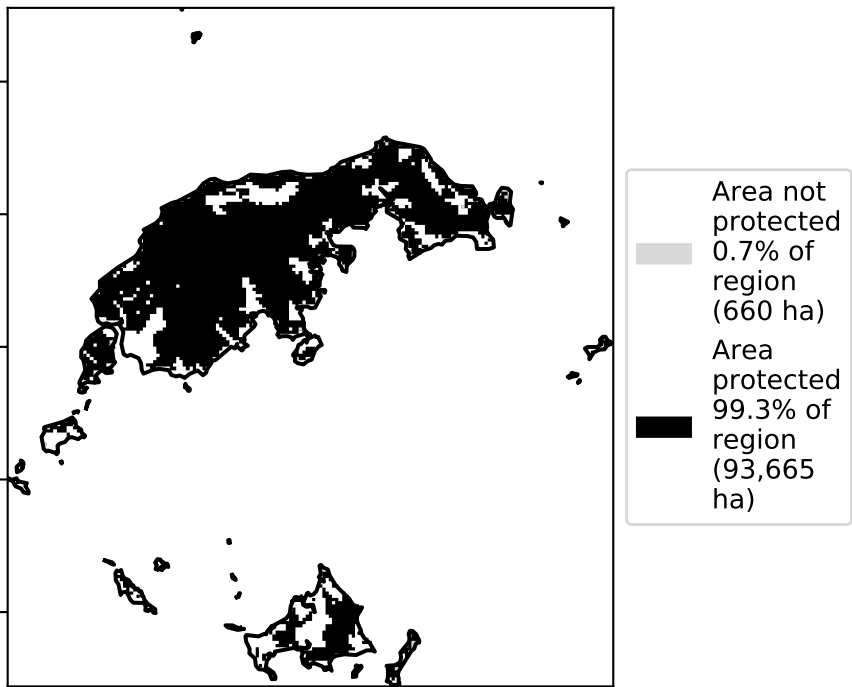 Area not
protected
0.7% of
region
(660 ha)
Area
protected
99.3% of
region
(93,665
ha)